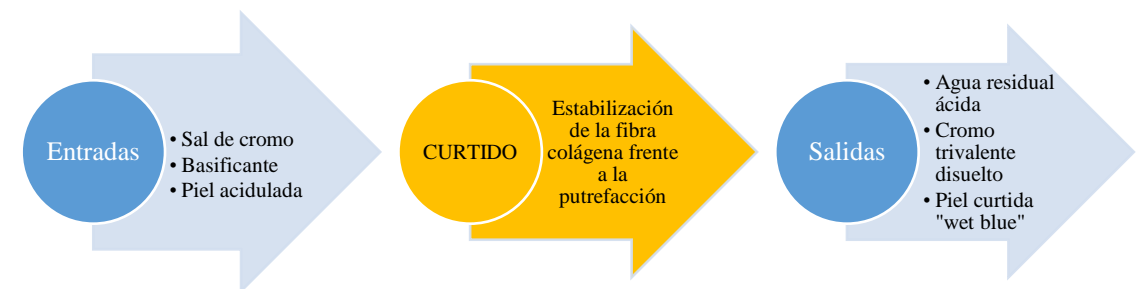 Entradas
• Sal de cromo
• Basificante
• Piel acidulada
CURTIDO
Estabilización
de la fibra
colágena frente
a la
putrefacción
Salidas
• Agua residual
ácida
• Cromo
trivalente
disuelto
• Piel curtida
"wet blue"